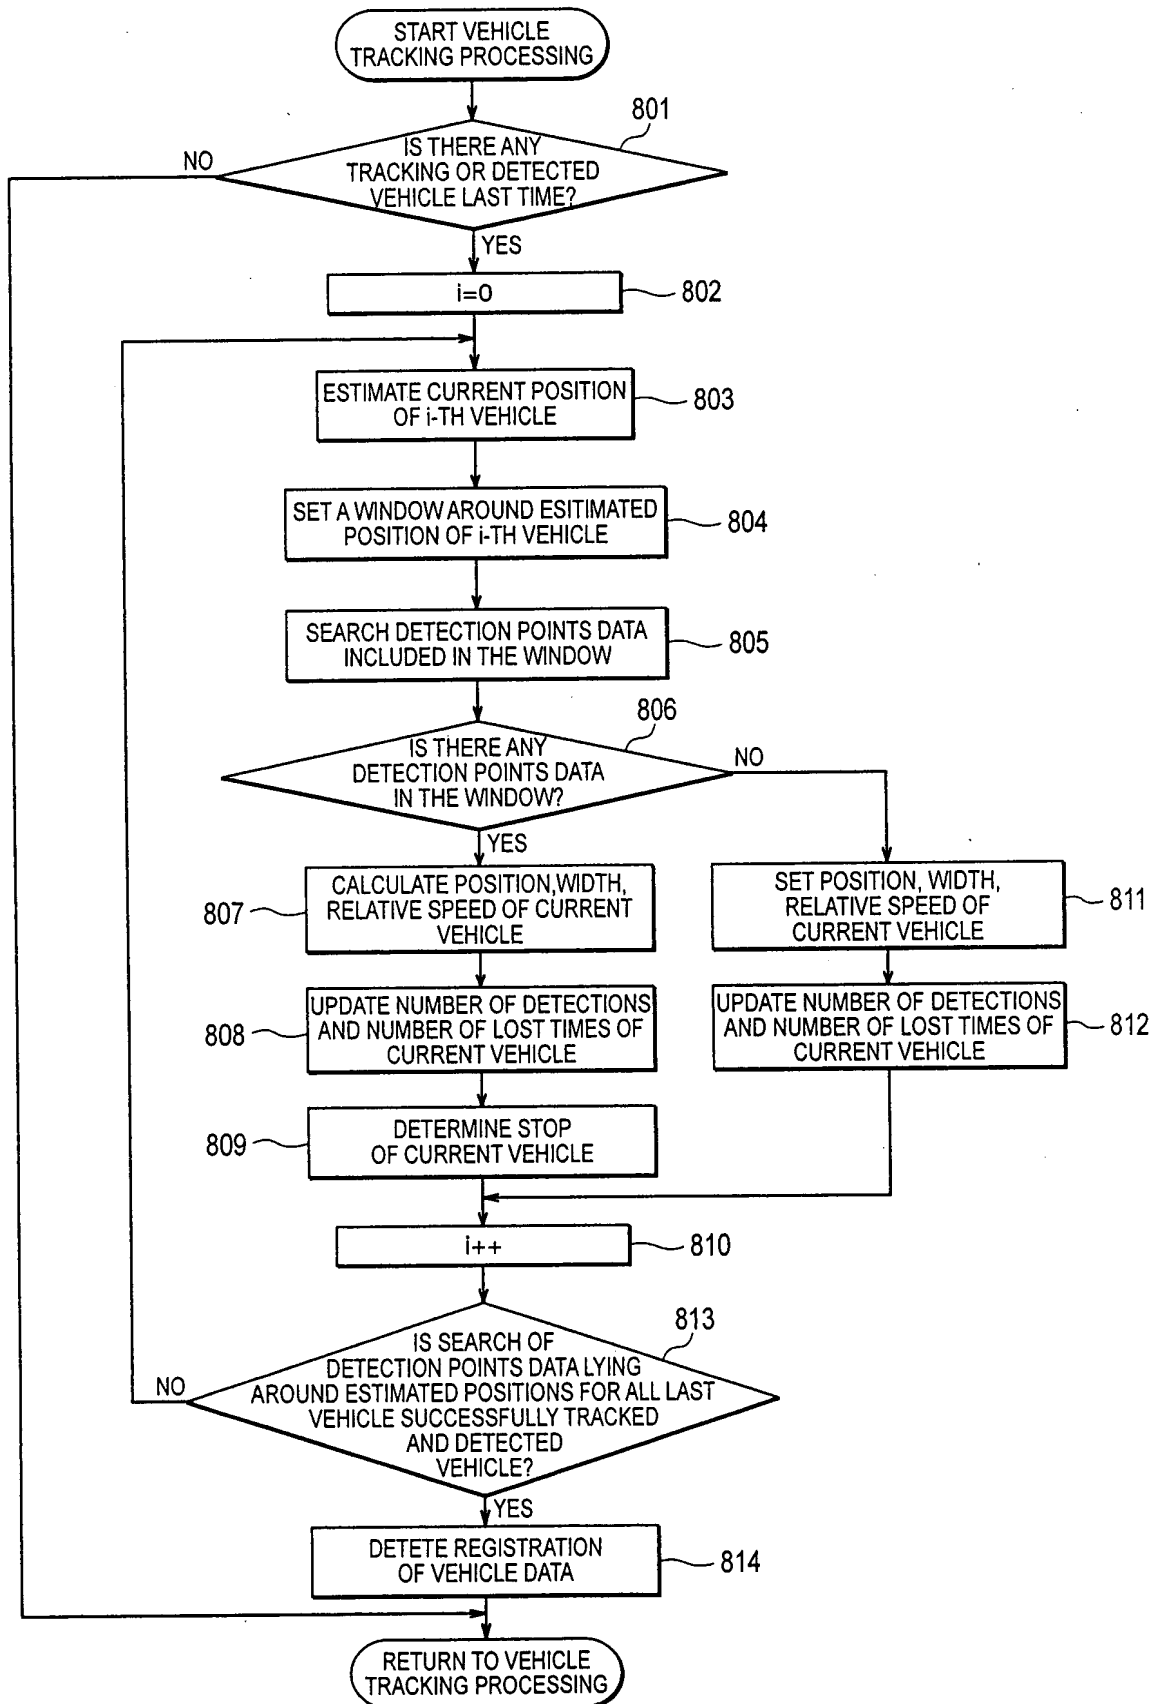 START VEHICLE
TRACKING PROCESSING
801
IS THERE ANY
TRACKING OR DETECTED
VEHICLE LAST TIME?
NO
YES
i=0
802
ESTIMATE CURRENT POSITION
OF i-TH VEHICLE
803
SET A WINDOW AROUND ESITIMATED
POSITION OF i-TH VEHICLE
804
SEARCH DETECTION POINTS DATA
INCLUDED IN THE WINDOW
805
806
IS THERE ANY
DETECTION POINTS DATA
IN THE WINDOW?
NO
YES
CALCULATE POSITION,WIDTH,
RELATIVE SPEED OF CURRENT
VEHICLE
807
SET POSITION, WIDTH,
RELATIVE SPEED OF
CURRENT VEHICLE
811
UPDATE NUMBER OF DETECTIONS
AND NUMBER OF LOST TIMES OF
CURRENT VEHICLE
808
UPDATE NUMBER OF DETECTIONS
AND NUMBER OF LOST TIMES OF
CURRENT VEHICLE
812
DETERMINE STOP
OF CURRENT VEHICLE
809
i++
810
813
IS SEARCH OF
DETECTION POINTS DATA LYING
AROUND ESTIMATED POSITIONS FOR ALL LAST
VEHICLE SUCCESSFULLY TRACKED
AND DETECTED
VEHICLE?
NO
YES
DETETE REGISTRATION
OF VEHICLE DATA
814
RETURN TO VEHICLE
TRACKING PROCESSING